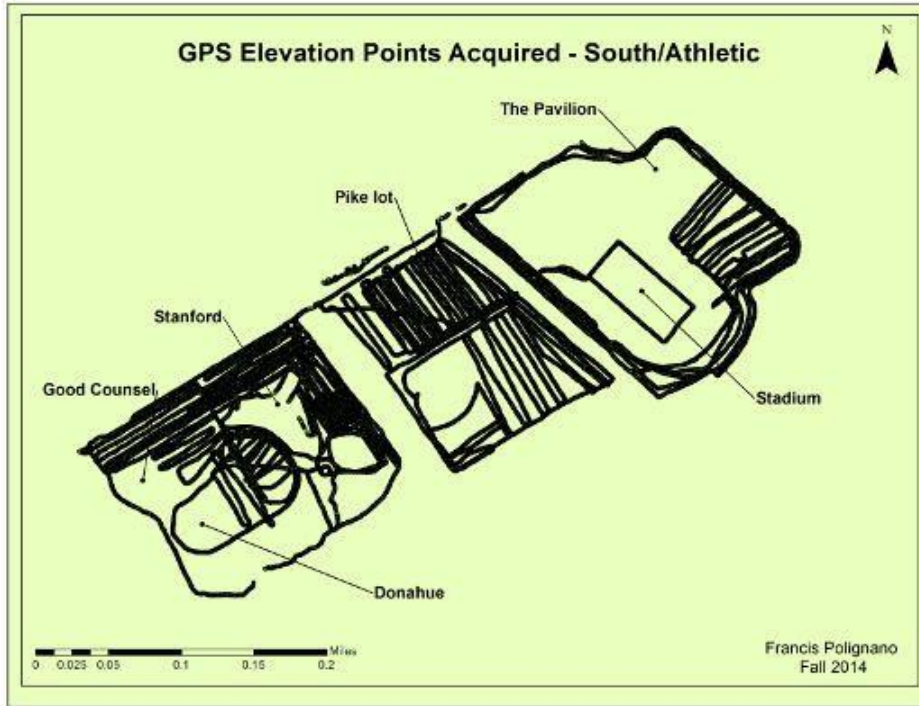 N
GPS Elevation Points Acquired - South/Athletic
The Pavilion
Pike lot
Stanford
Good Counsel
Stadium
Donahue
Miles
0 0.025 0.05 0.1 0.15 0.2
Francis Polignano
Fall 2014